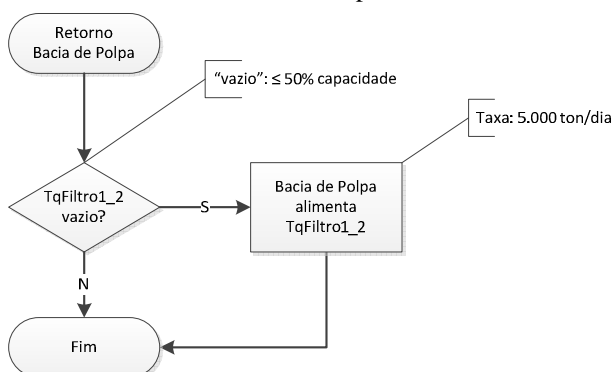 Retorno
Bacia de Polpa
“vazio”: ≤ 50% capacidade
Taxa: 5.000 ton/dia
TqFiltro1_2
vazio?
S
Bacia de Polpa
alimenta
TqFiltro1_2
N
Fim